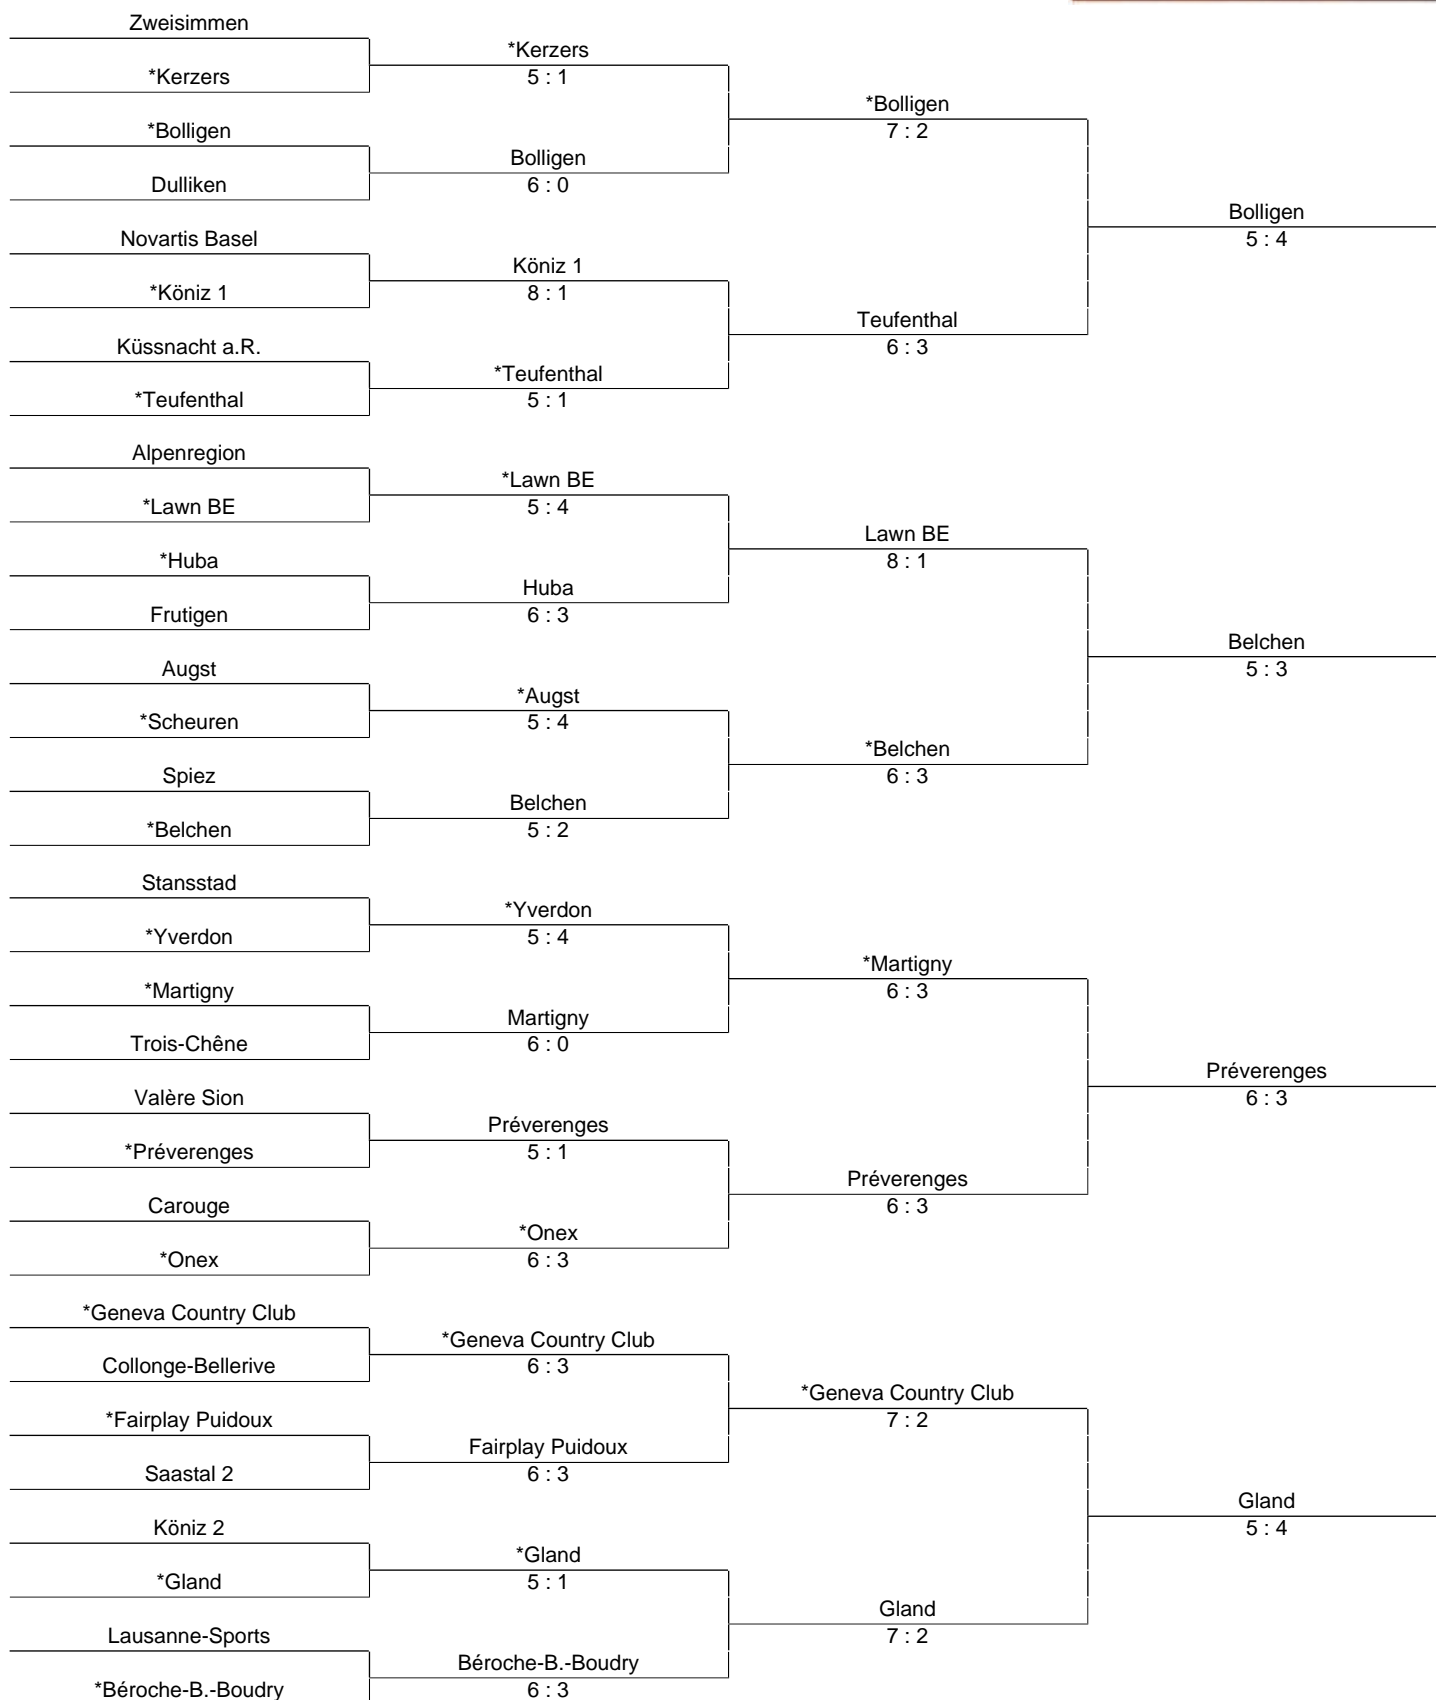 Zweisimmen
*Kerzers
*Bolligen
Dulliken
Novartis Basel
*Köniz 1
Küssnacht a.R.
*Teufenthal
Alpenregion
*Lawn BE
*Huba
Frutigen
Augst
*Scheuren
Spiez
*Belchen
Stansstad
*Yverdon
*Martigny
Trois-Chêne
Valère Sion
*Préverenges
Carouge
*Onex
*Geneva Country Club
Collonge-Bellerive
*Fairplay Puidoux
Saastal 2
Köniz 2
*Gland
Lausanne-Sports
*Béroche-B.-Boudry
*Kerzers
5 : 1
Bolligen
6 : 0
Köniz 1
8 : 1
*Teufenthal
5 : 1
*Lawn BE
5 : 4
Huba
6 : 3
*Augst
5 : 4
Belchen
5 : 2
*Yverdon
5 : 4
Martigny
6 : 0
Préverenges
5 : 1
*Onex
6 : 3
*Geneva Country Club
6 : 3
Fairplay Puidoux
6 : 3
*Gland
5 : 1
Béroche-B.-Boudry
6 : 3
*Bolligen
7 : 2
Teufenthal
6 : 3
Lawn BE
8 : 1
*Belchen
6 : 3
*Martigny
6 : 3
Préverenges
6 : 3
*Geneva Country Club
7 : 2
Gland
7 : 2
Bolligen
5 : 4
Belchen
5 : 3
Préverenges
6 : 3
Gland
5 : 4